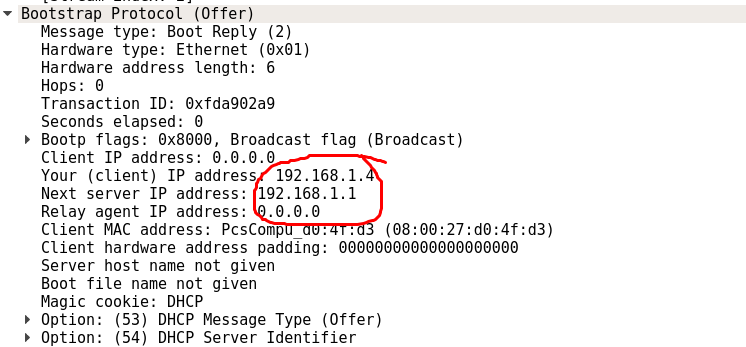 Bootstrap Protocol (Offer)
Message type: Boot Reply (2)
Hardware type: Ethernet (0x01)
Hardware address length: 6
Hops: 0
Transaction ID: 0xfda902a9
Seconds elapsed: 0
Bootp flags: 0x8000, Broadcast flag (Broadcast)
Client IP address: 0.0.0.0
Your (client) IP address: 192.168.1.4
Next server IP address: 192.168.1.1
Relay agent IP address: 0.0.0.0
Client MAC address: PcsCompu_d0:4f:d3 (08:00:27:d0:4f:d3)
Client hardware address padding: 00000000000000000000
Server host name not given
Boot file name not given
Magic cookie: DHCP
Option: (53) DHCP Message Type (Offer)
Option: (54) DHCP Server Identifier